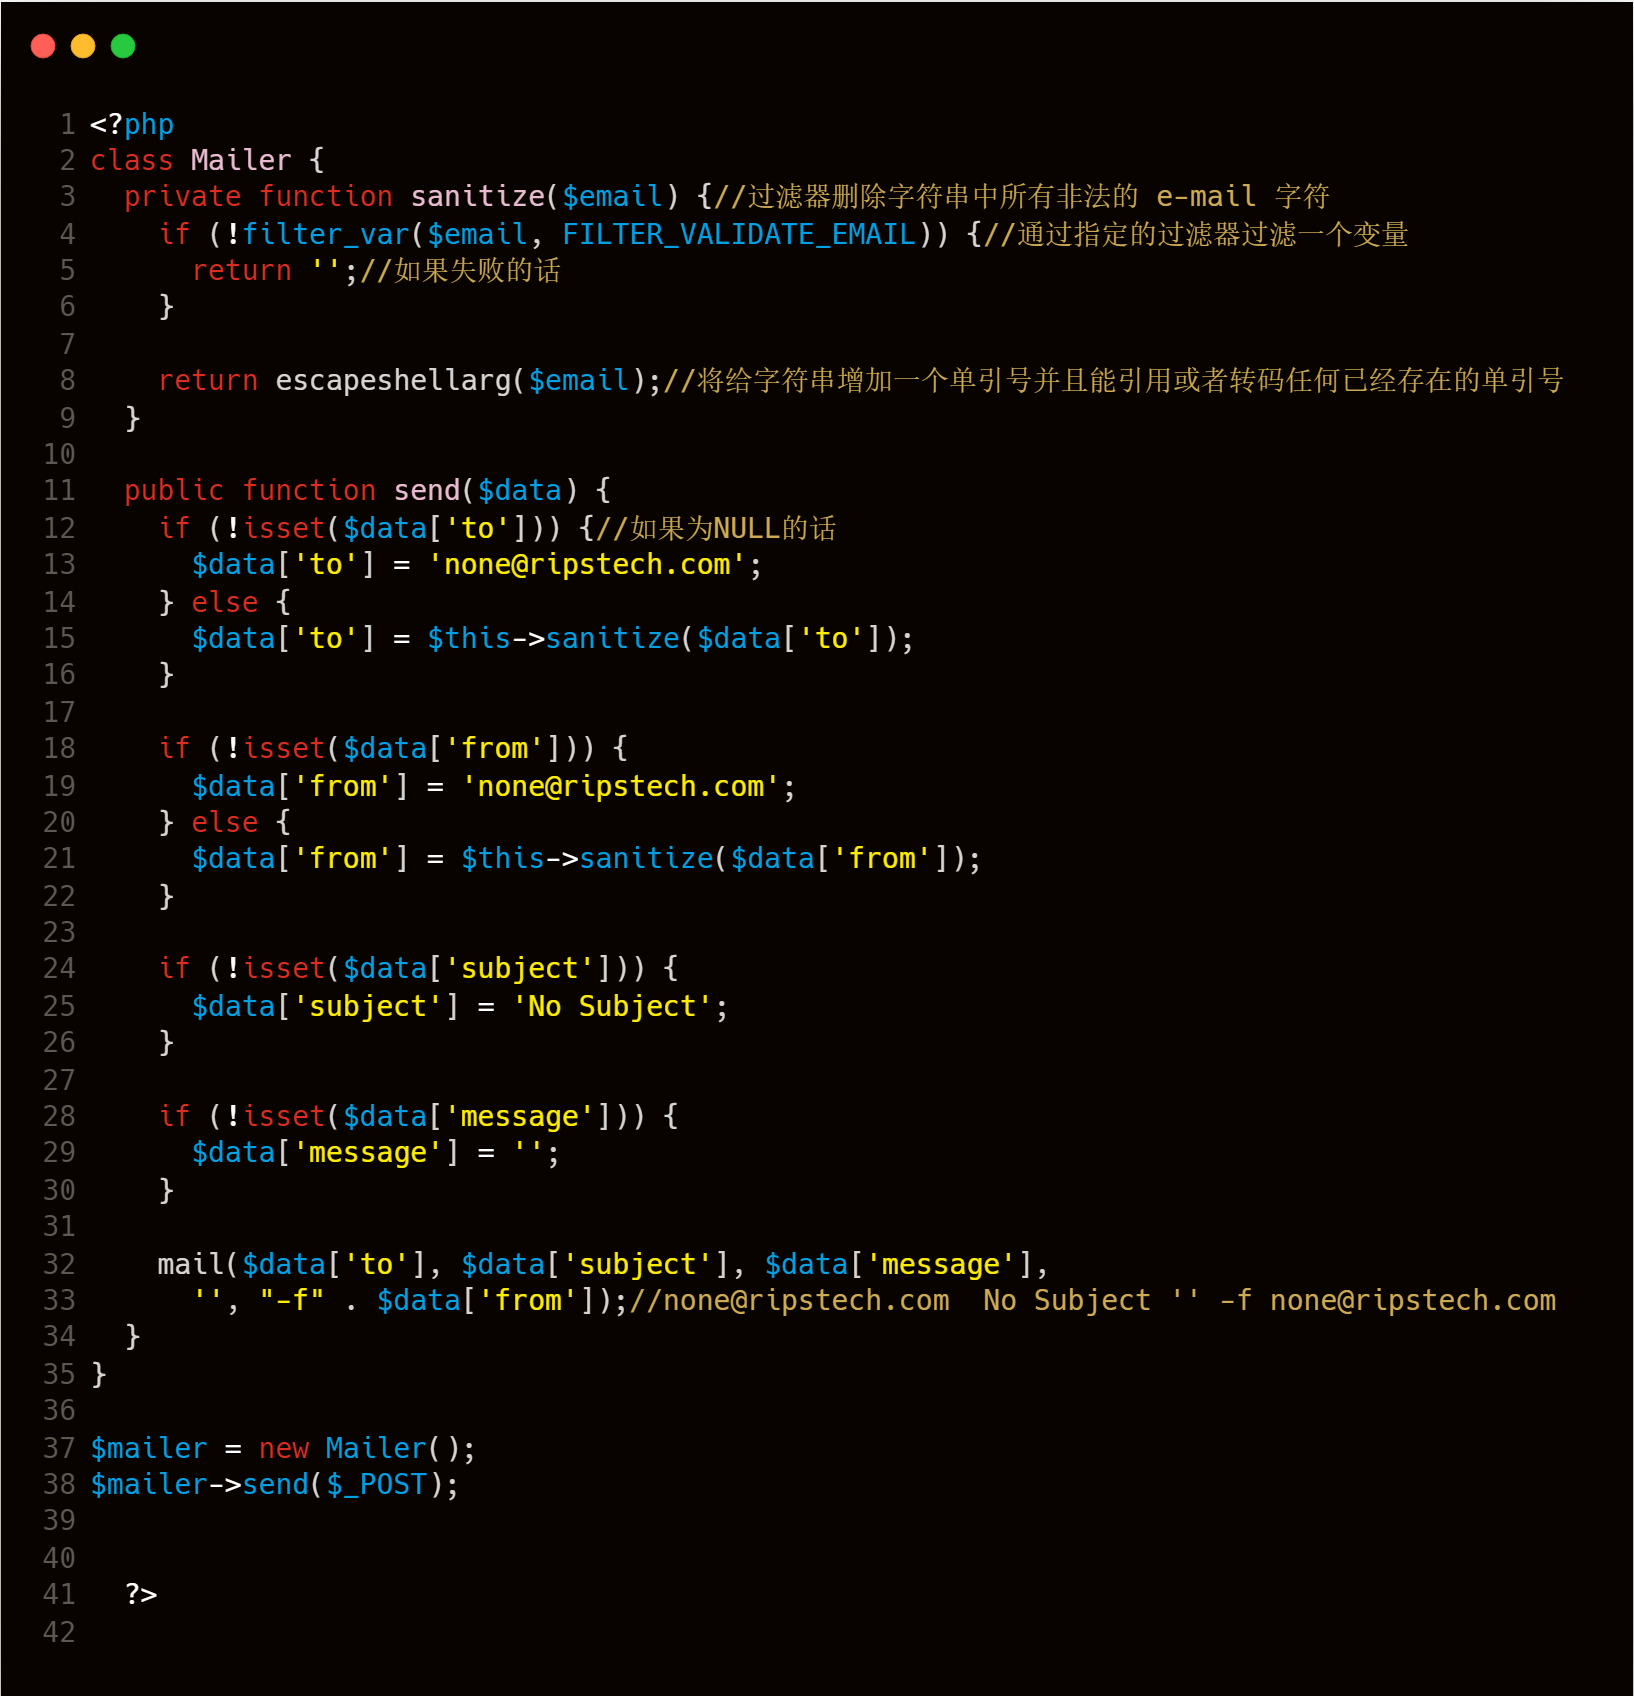 1 <?php
2 class Mailer {
3   private function sanitize($email) {//过滤器删除字符串中所有非法的 e-mail 字符
4     if (!filter_var($email, FILTER_VALIDATE_EMAIL)) {//通过指定的过滤器过滤一个变量
5       return '';//如果失败的话
6     }
7
8     return escapeshellarg($email);//将给字符串增加一个单引号并且能引用或者转码任何已经存在的单引号
9   }
10
11   public function send($data) {
12     if (!isset($data['to'])) {//如果为NULL的话
13       $data['to'] = 'none@ripstech.com';
14     } else {
15       $data['to'] = $this->sanitize($data['to']);
16     }
17
18     if (!isset($data['from'])) {
19       $data['from'] = 'none@ripstech.com';
20     } else {
21       $data['from'] = $this->sanitize($data['from']);
22     }
23
24     if (!isset($data['subject'])) {
25       $data['subject'] = 'No Subject';
26     }
27
28     if (!isset($data['message'])) {
29       $data['message'] = '';
30     }
31
32     mail($data['to'], $data['subject'], $data['message'],
33       '', "-f" . $data['from']);//none@ripstech.com  No Subject '' -f none@ripstech.com
34   }
35 }
36
37 $mailer = new Mailer();
38 $mailer->send($_POST);
39
40
41   ?>
42